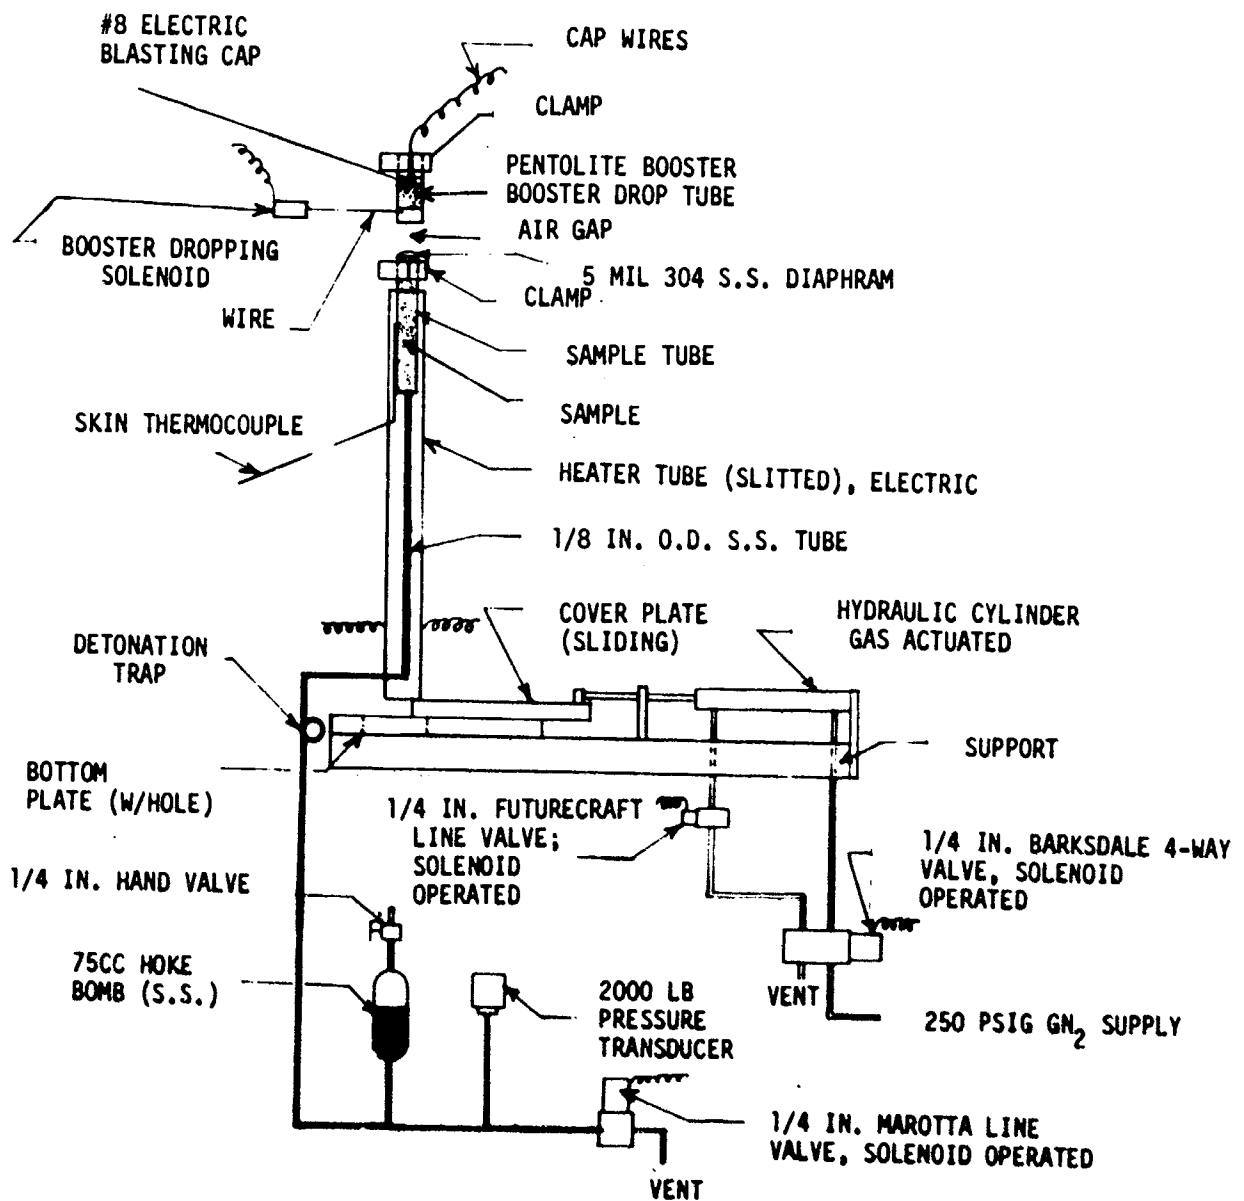 #8 ELECTRIC
BLASTING CAP
CAP WIRES
CLAMP
PENTOLITE BOOSTER
BOOSTER DROP TUBE
AIR GAP
BOOSTER DROPPING
SOLENOID
5 MIL 304 S.S. DIAPHRAM
CLAMP
WIRE
SAMPLE TUBE
SAMPLE
SKIN THERMOCOUPLE
HEATER TUBE (SLITTED), ELECTRIC
1/8 IN. O.D. S.S. TUBE
COVER PLATE
(SLIDING)
HYDRAULIC CYLINDER
GAS ACTUATED
DETONATION
TRAP
SUPPORT
BOTTOM
PLATE (W/HOLE)
1/4 IN. FUTURECRAFT
LINE VALVE;
SOLENOID
OPERATED
1/4 IN. BARKSDALE 4-WAY
VALVE, SOLENOID
OPERATED
1/4 IN. HAND VALVE
75CC HOKE
BOMB (S.S.)
2000 LB
PRESSURE
TRANSDUCER
VENT
250 PSIG GN2 SUPPLY
1/4 IN. MAROTTA LINE
VALVE, SOLENOID OPERATED
VENT